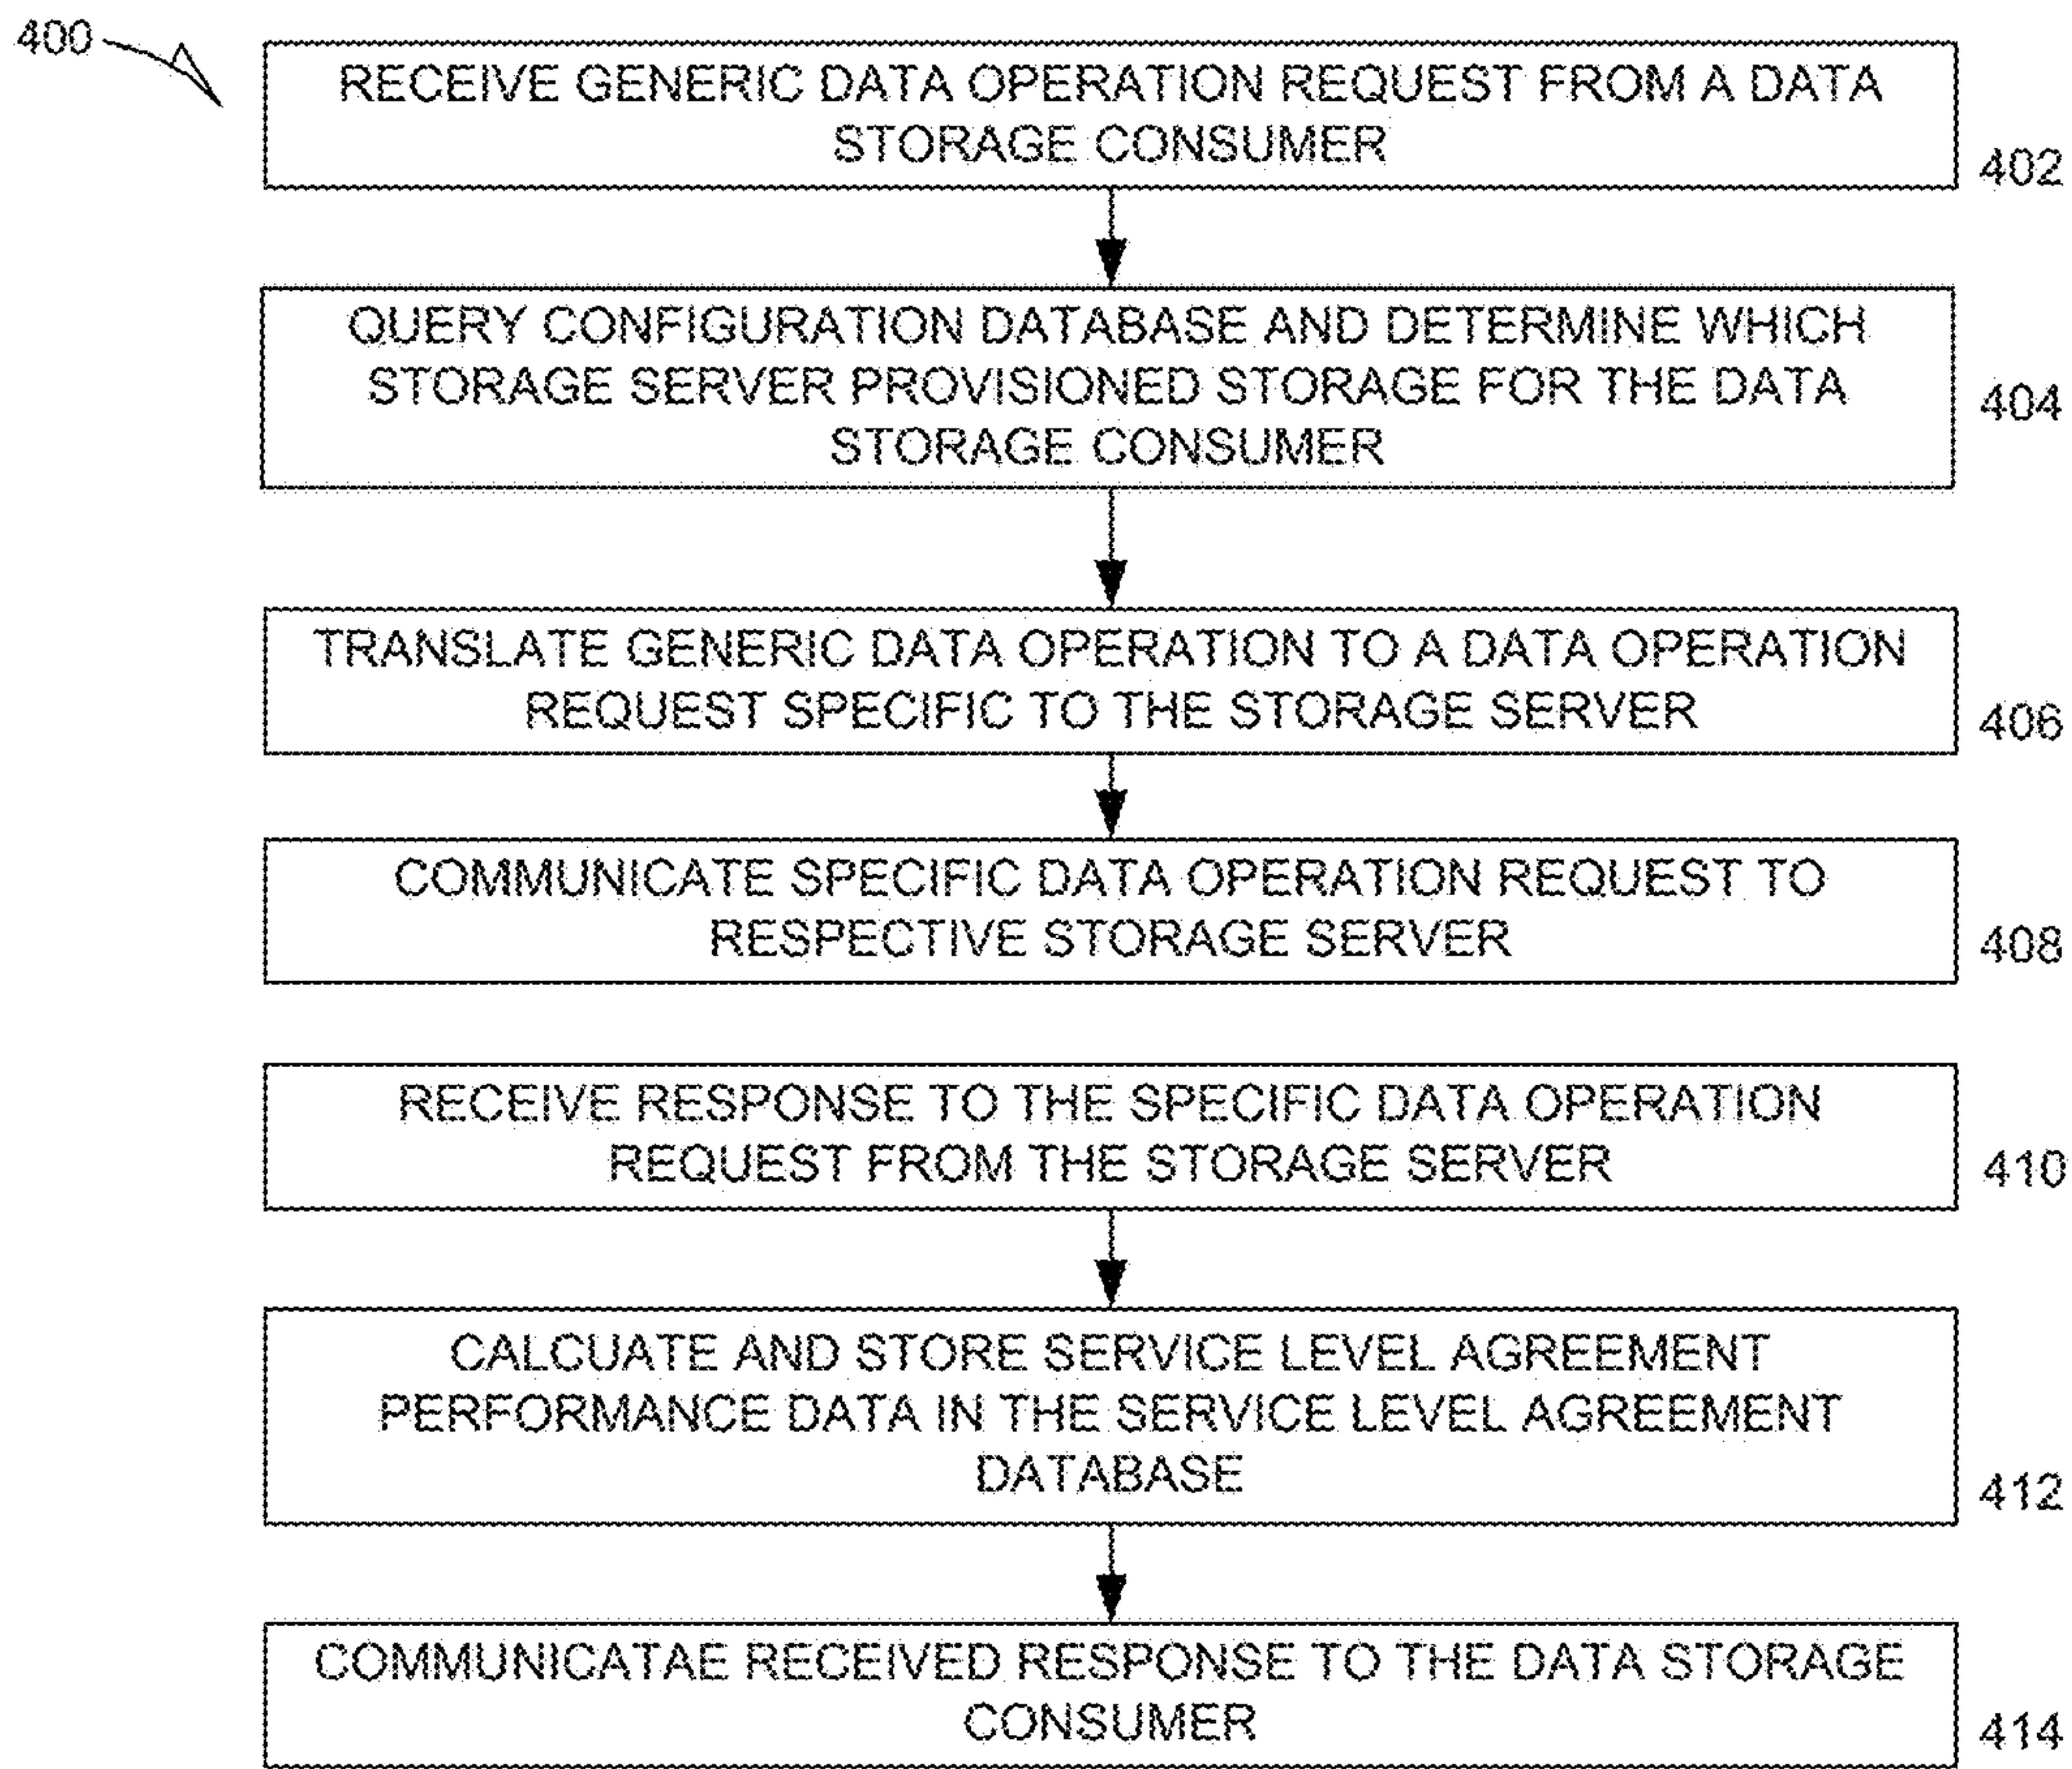 400
RECEIVE GENERIC DATA OPERATION REQUEST FROM A DATA
STORAGE CONSUMER
402
QUERY CONFIGURATION DATABASE AND DETERMINE WHICH
STORAGE SERVER PROVISIONED STORAGE FOR THE DATA
STORAGE CONSUMER
404
TRANSLATE GENERIC DATA OPERATION TO A DATA OPERATION
REQUEST SPECIFIC TO THE STORAGE SERVER
406
COMMUNICATE SPECIFIC DATA OPERATION REQUEST TO
RESPECTIVE STORAGE SERVER
408
RECEIVE RESPONSE TO THE SPECIFIC DATA OPERATION
REQUEST FROM THE STORAGE SERVER
410
CALCUATE AND STORE SERVICE LEVEL AGREEMENT
PERFORMANCE DATA IN THE SERVICE LEVEL AGREEMENT
DATABASE
412
COMMUNICATAE RECEIVED RESPONSE TO THE DATA STORAGE
CONSUMER
414